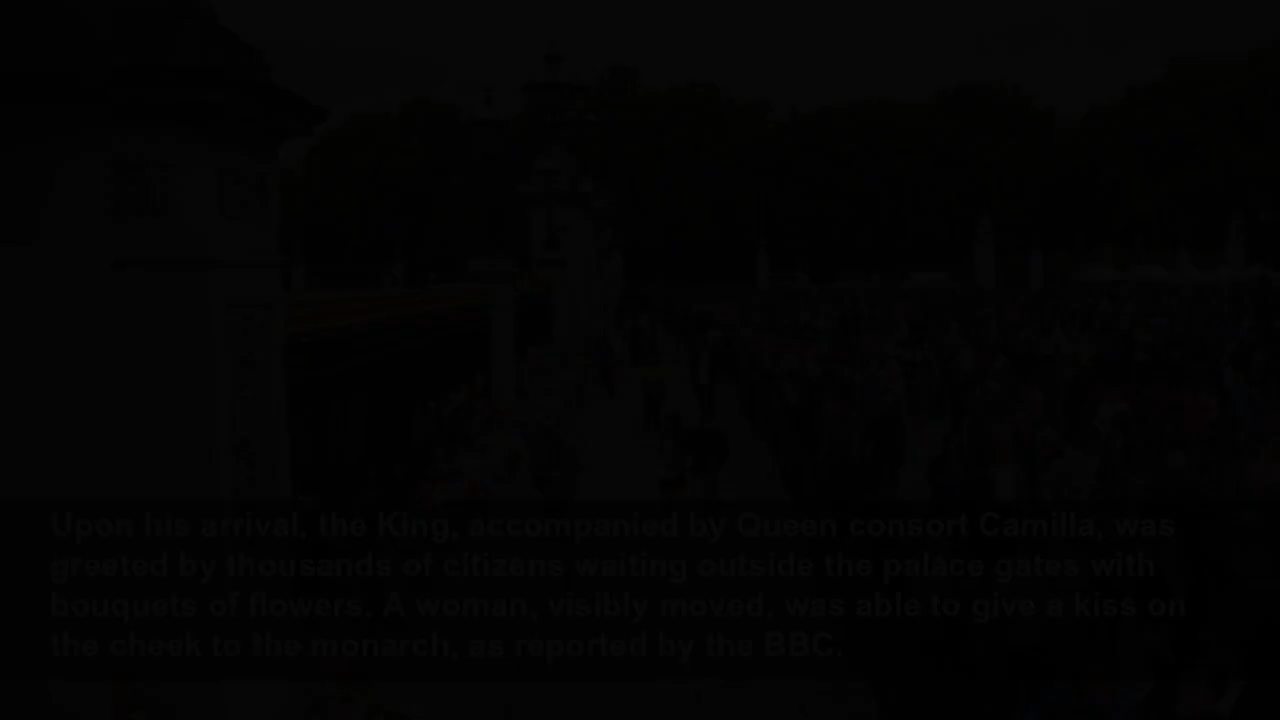 Upon his arrival, the King, accompanied by Queen consort Camilla, was
greeted by thousands of citizens waiting outside the palace gates with
bouquets of flowers. A woman, visibly moved, was able to give a kiss on
the cheek to the monarch, as reported by the BBC.